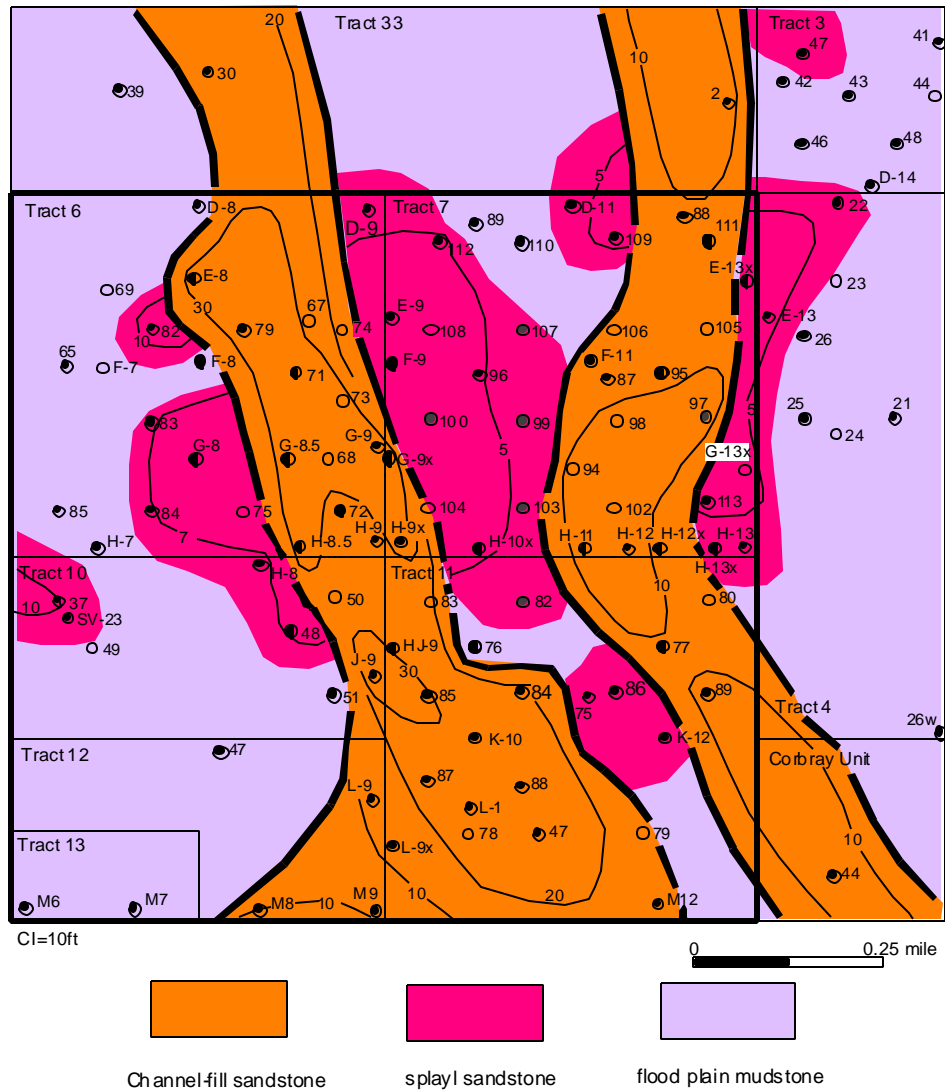 20
Tract 33
Tract 3
47
41
30
39
10
2
42
43
44
46
48
D-14
5
Tract 6
D-8
D-9
Tract 7
89
D-11
88
22
112
110
109
111
E-8
E-13x
69
23
30
67
E-9
E-13
82
10
79
74
108
107
106
105
26
65
F-7
F-8
71
F-9
96
F-11
87
95
73
97
83
G-9
100
99
98
5
25
21
24
G-8
G-8.5
68
G-9x
5
94
G-13x
113
85
84
75
72
104
103
102
H-7
7
H-8.5
H-9
H-9x
H-10x
H-11
H-12
H-12x
H-13
H-13x
Tract 10
H-8
Tract 11
10
37
50
83
82
10
80
SV-23
49
48
HJ-9
76
77
J-9
30
51
85
84
75
86
89
Tract 4
26w
Tract 12
47
K-10
K-12
Corbray Unit
87
88
L-9
L-1
78
47
79
10
Tract 13
L-9x
44
M6
M7
M8
10
M9
10
20
M12
CI=10ft
0
0.25 mile
Channel-fill sandstone
splayl sandstone
flood plain mudstone